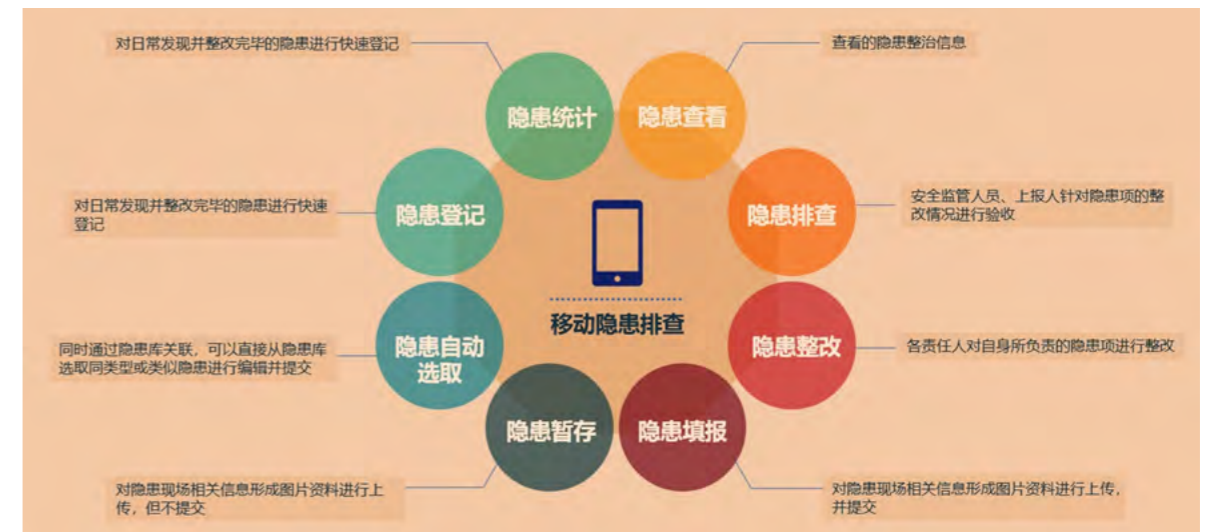 对日常发现并整改完毕的隐患进行快速登记
查看的隐患整治信息
隐患统计
隐患查看
对日常发现并整改完毕的隐患进行快速
登记
隐患登记
隐患排查
安全监管人员、上报人针对隐患项的整
改情况进行验收
移动隐患排查
同时通过隐患库关联，可以直接从隐患库
选取同类型或类似隐患进行编辑并提交
隐患自动
选取
隐患整改
各责任人对自身所负责的隐患项进行整改
隐患暂存
隐患填报
对隐患现场相关信息形成图片资料进行上
传，但不提交
对隐患现场相关信息形成图片资料进行上传，
并提交